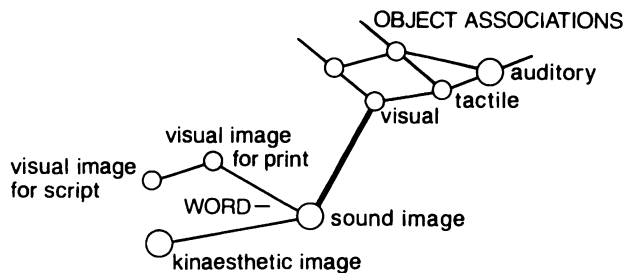 OBJECT ASSOCIATIONS
auditory
tactile
visual
visual image
for print
visual image
for script
WORD –
sound image
kinaesthetic image